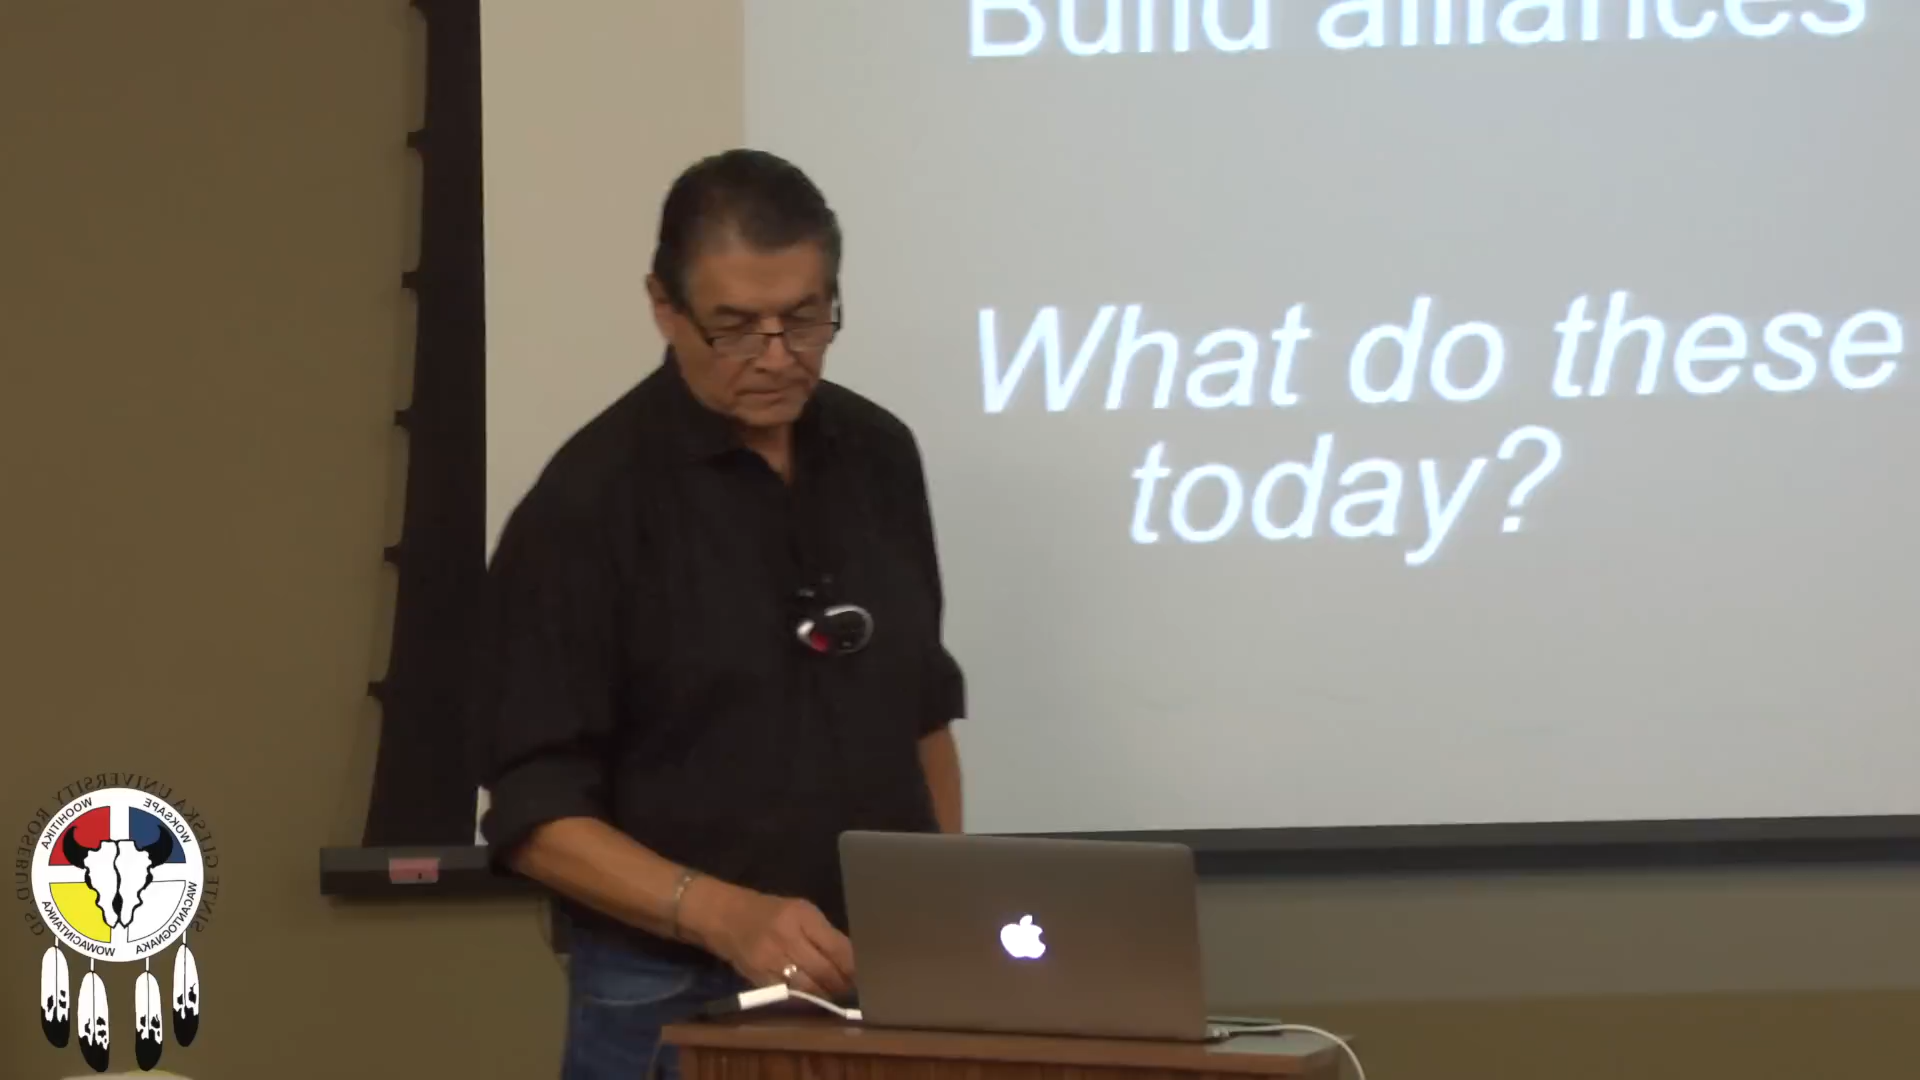 Build alliances
What do these
today?
SINTE GLESKA UNIVERSITY ROSEBUD, SD
WOOHITIKA
WOKSAPE
WOWACINTANKA
WACANTOGNAKA